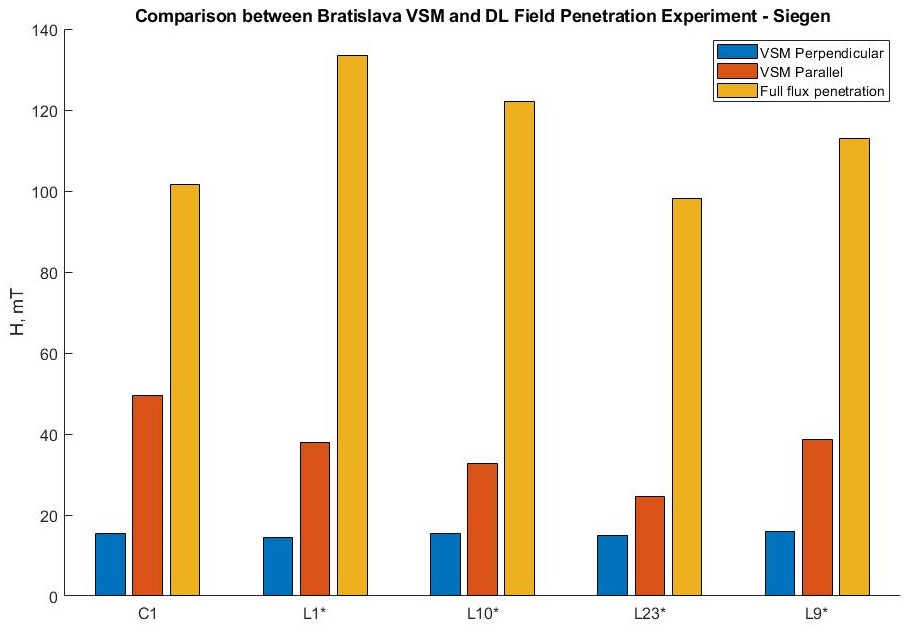 Comparison between Bratislava VSM and DL Field Penetration Experiment - Siegen
VSM Perpendicular
VSM Parallel
Full flux penetration
H, mT
140
120
100
80
60
40
20
0
C1
L1*
L10*
L23*
L9*